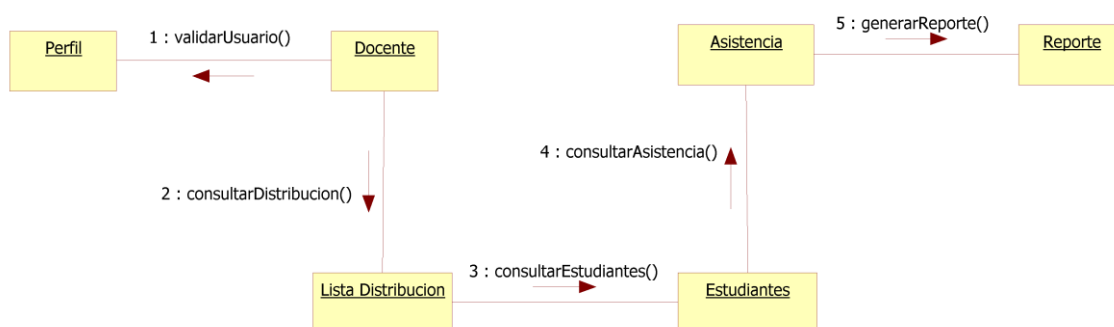 5 : generarReporte()
Perfil
1 : validarUsuario()
Docente
Asistencia
Reporte
4 : consultarAsistencia()
2 : consultarDistribucion()
3 : consultarEstudiantes()
Lista Distribucion
Estudiantes